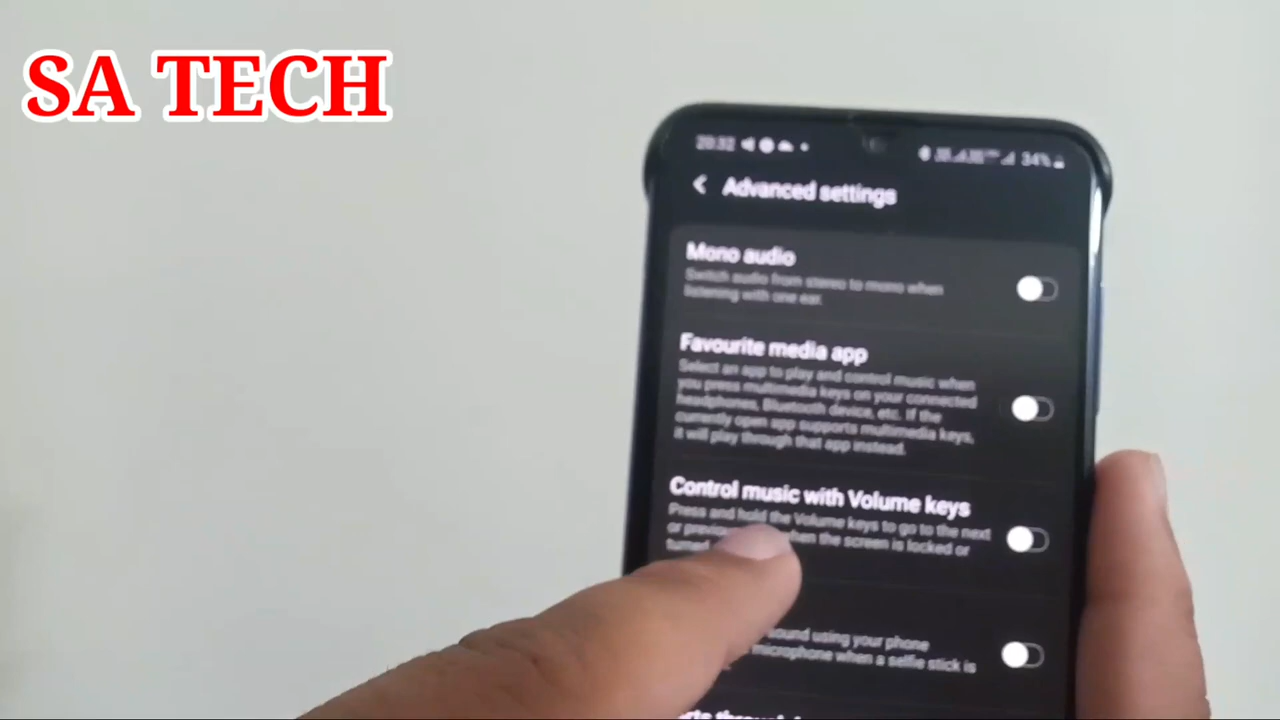 SA TECH
20:32
34%
Advanced settings
Mono audio
Switch audio from stereo to mono when
listening with one ear.
Favourite media app
Select an app to play and control music when
you press multimedia keys on your connected
headphones, Bluetooth device, etc. If the
currently open app supports multimedia keys,
it will play through that app instead.
Control music with Volume keys
Press and hold the Volume keys to go to the next
or when the screen is locked or
turned
sound using your phone
microphone when a selfie stick is